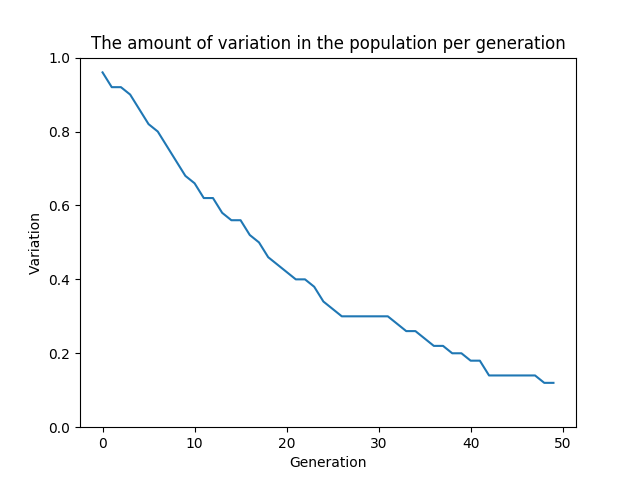 The amount of variation in the population per generation
1.0
0.8
0.6
0.4
0.2
0.0
Variation
0 10 20 30 40 50
Generation